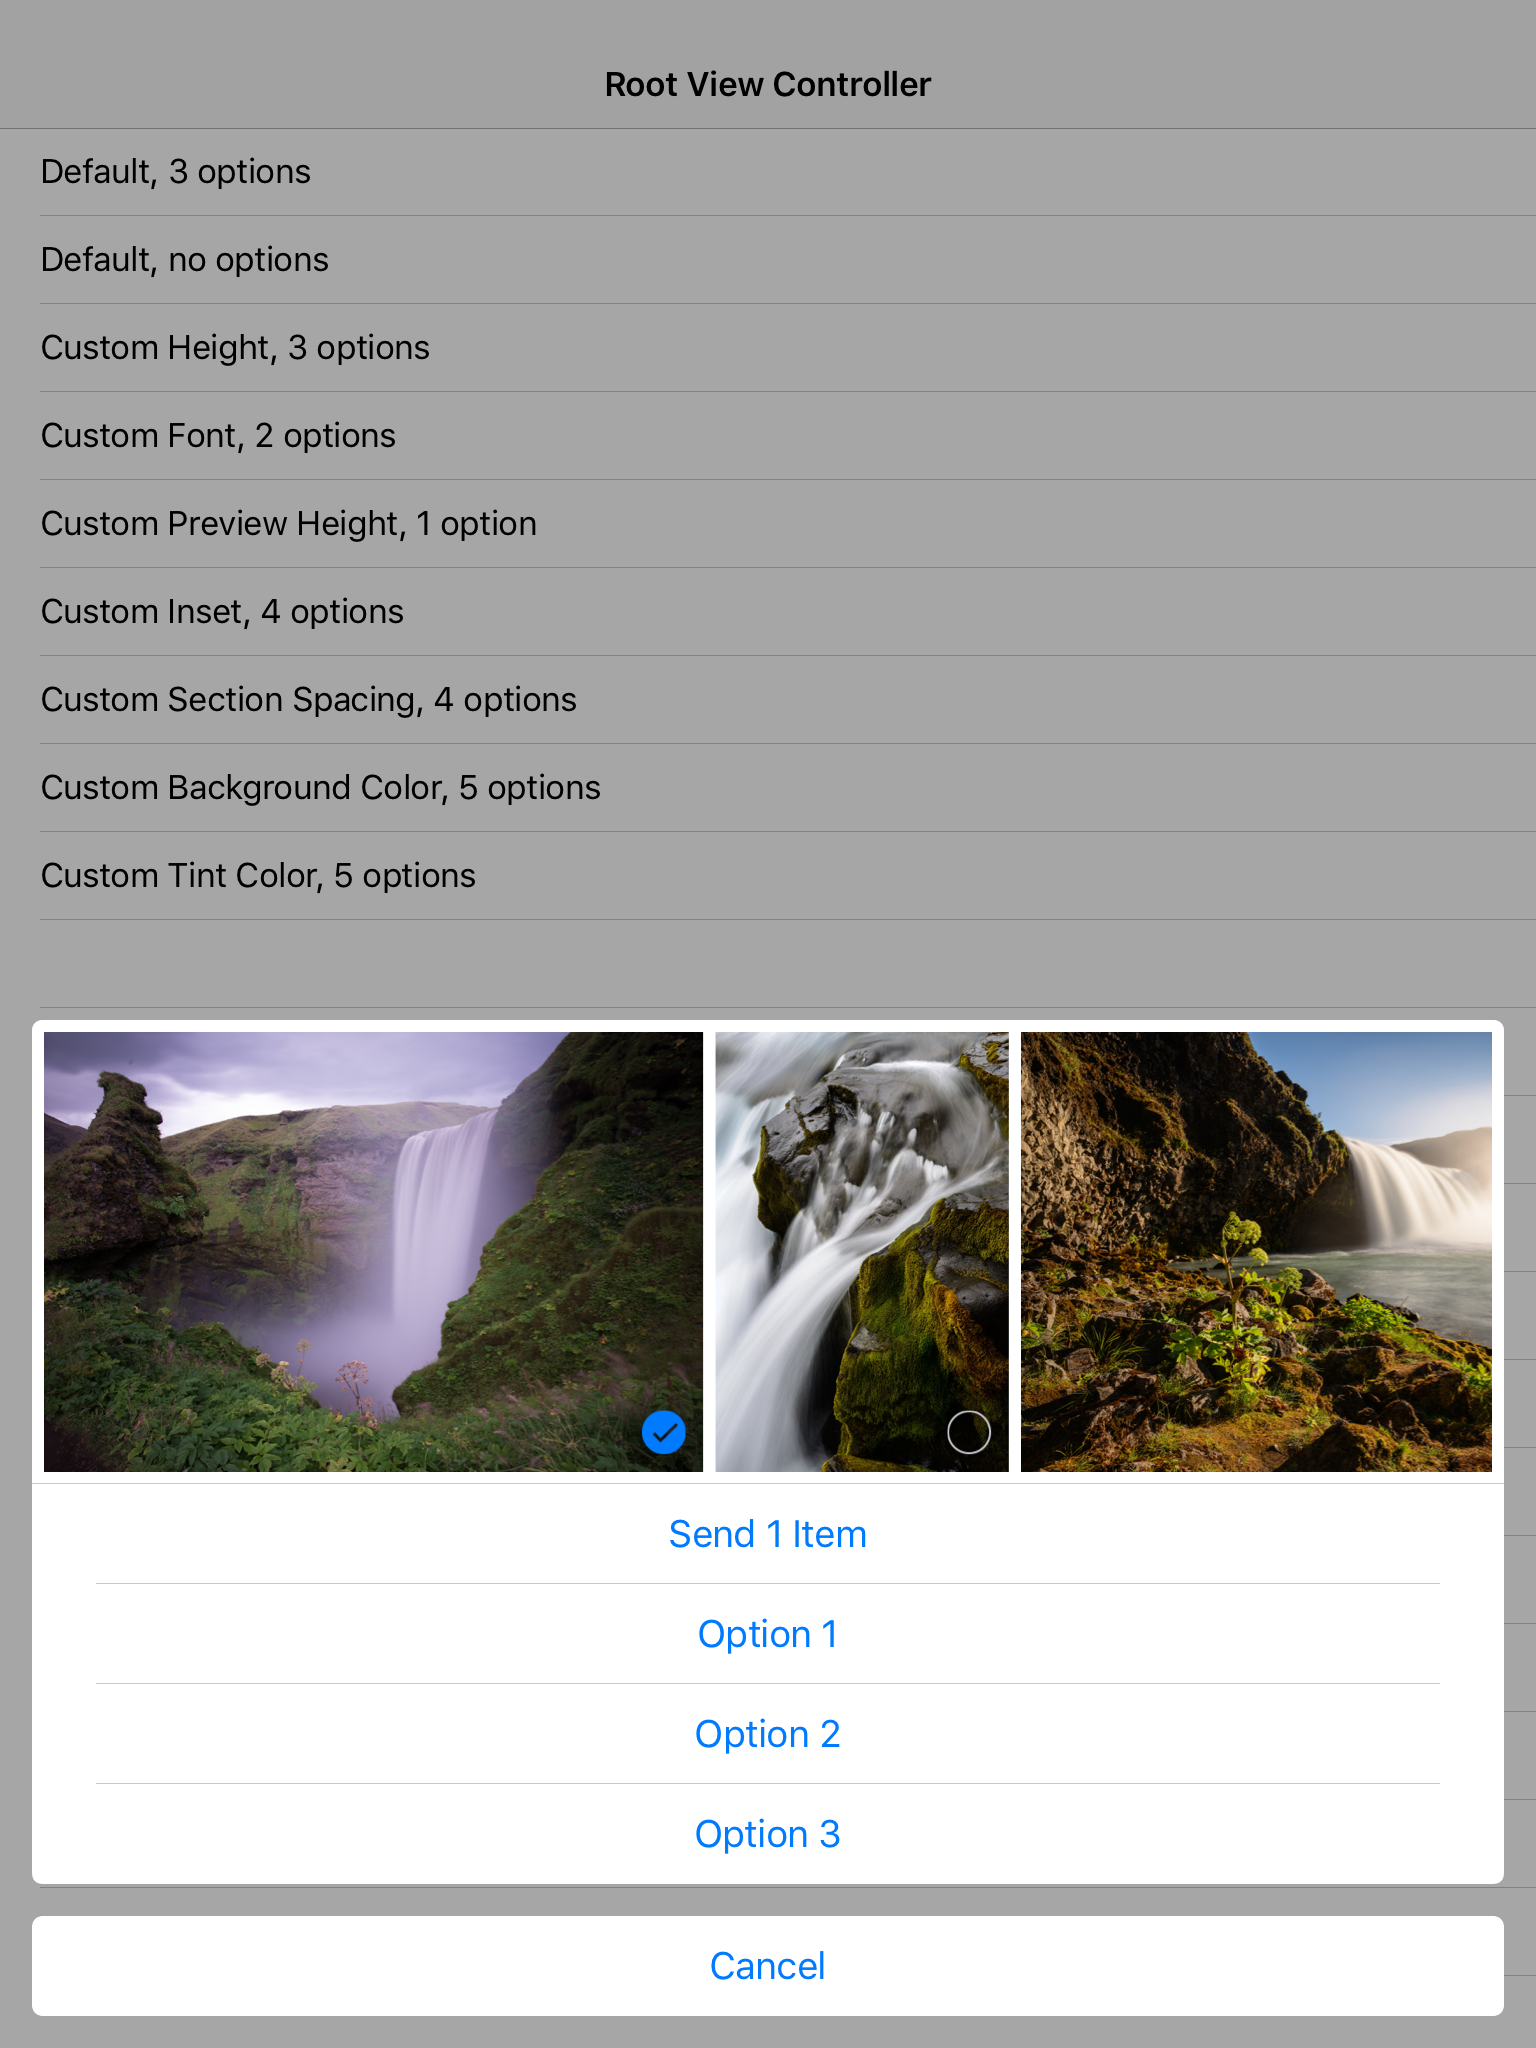 Root View Controller
Default, 3 options
Default, no options
Custom Height, 3 options
Custom Font, 2 options
Custom Preview Height, 1 option
Custom Inset, 4 options
Custom Section Spacing, 4 options
Custom Background Color, 5 options
Custom Tint Color, 5 options
Send 1 Item
Option 1
Option 2
Option 3
Cancel